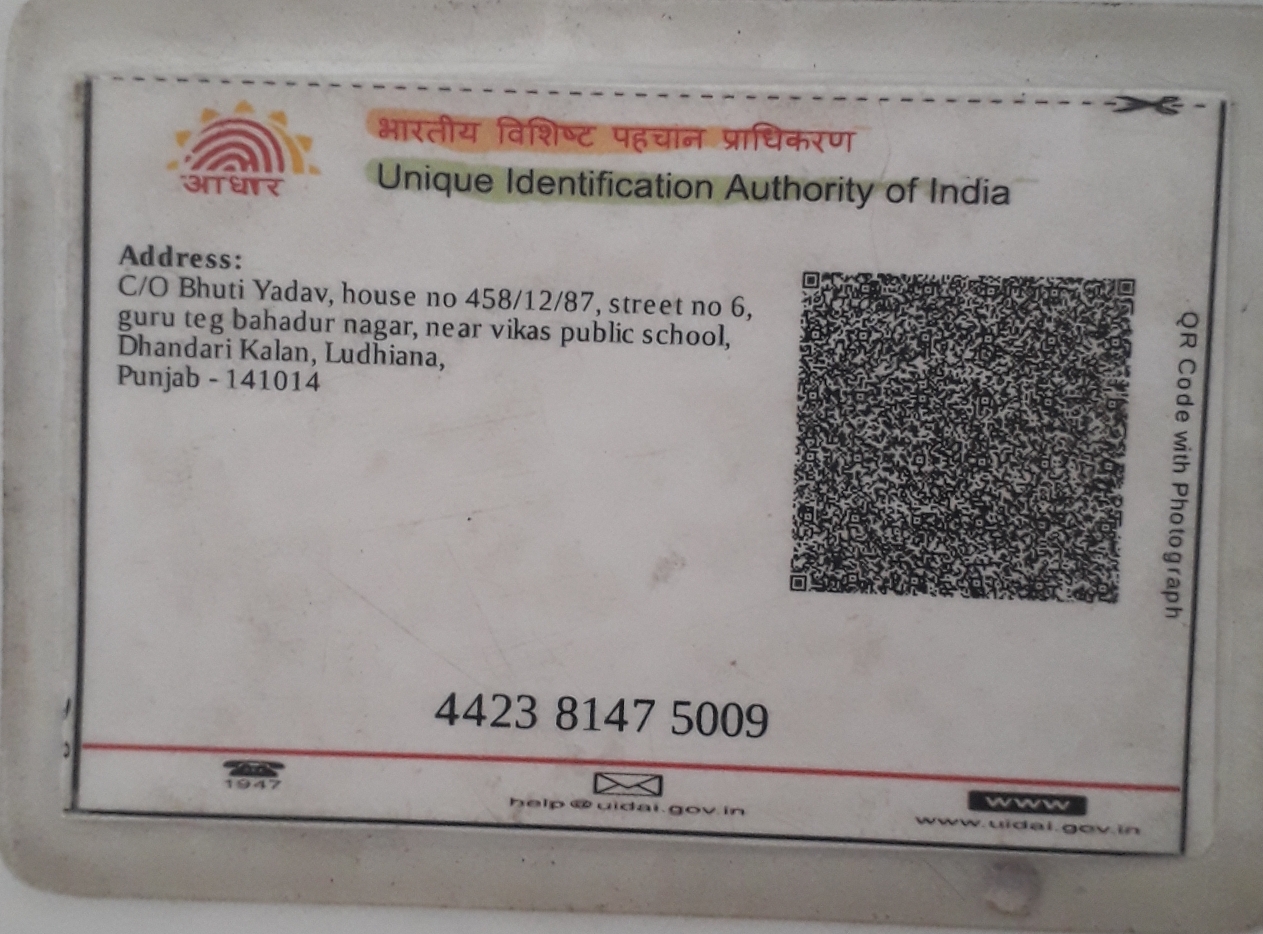 आधार
भारतीय विशिष्ट पहचान प्राधिकरण
Unique Identification Authority of India
Address:
C/O Bhuti Yadav, house no 458/12/87, street no 6,
guru teg bahadur nagar, near vikas public school,
Dhandari Kalan, Ludhiana,
Punjab - 141014
QR Code with Photograph
4423 8147 5009
1947
help@uidai.gov.in
www
www.uidai.gov.in